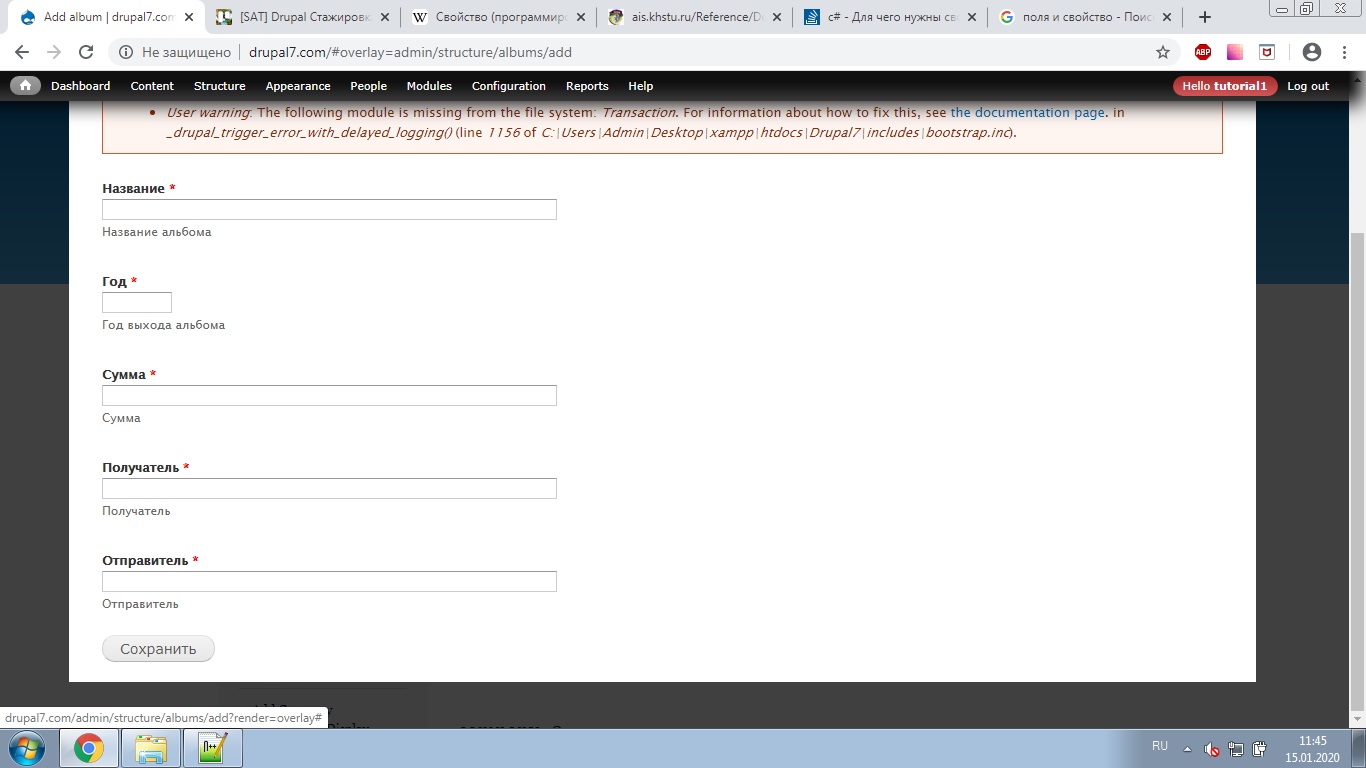 Add album | drupal7.com
[SAT] Drupal Стажировк
Свойство (программиро
ais.khstu.ru/Reference/D
c# - Для чего нужны св
поля и свойство - Поис
Не защищено
drupal7.com/#overlay=admin/structure/albums/add
ABP
Dashboard Content Structure Appearance People Modules Configuration Reports Help
Hello tutorial1 Log out
User warning: The following module is missing from the file system: Transaction. For information about how to fix this, see the documentation page. in
_drupal_trigger_error_with_delayed_logging() (line 1156 of C:\Users\Admin\Desktop\xampp\htdocs\Drupal7\includes\bootstrap.inc).
Название *
Название альбома
Год *
Год выхода альбома
Сумма *
Сумма
Получатель *
Получатель
Отправитель *
Отправитель
Сохранить
drupal7.com/admin/structure/albums/add?render=overlay#
RU
11:45
15.01.2020